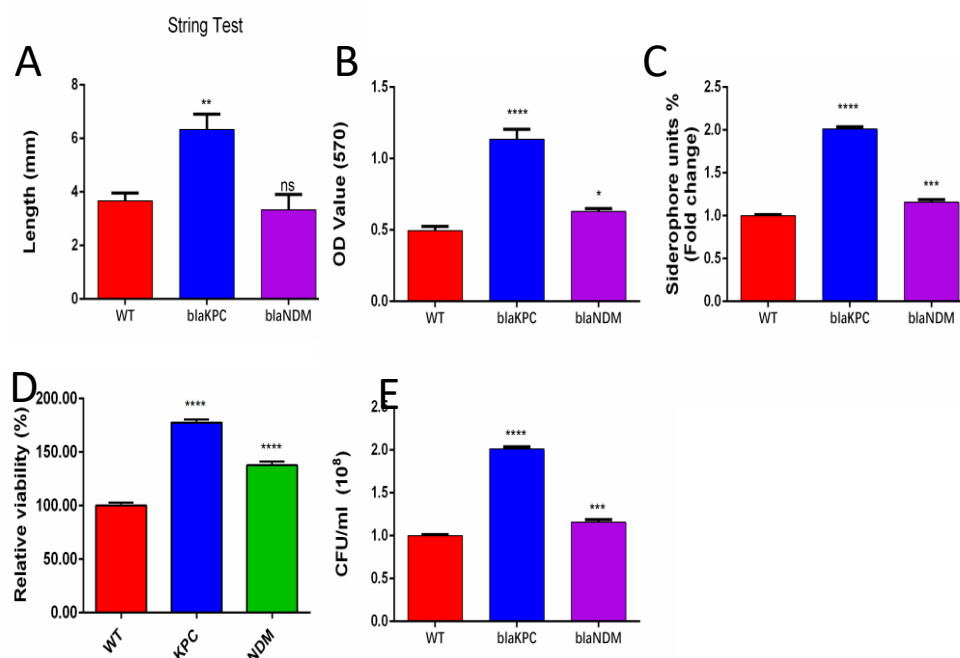 String Test
A
Length (mm)
8
6
4
2
0
**
ns
WT blaKPC blaNDM
B
OD Value (570)
1.5
1.0
0.5
0.0
****
*
WT blaKPC blaNDM
C
Siderophore units %
(Fold change)
2.5
2.0
1.5
1.0
0.5
0.0
****
***
WT blaKPC blaNDM
D
Relative viability (%)
200.00
150.00
100.00
50.00
0.00
****
****
WT KPC NDM
E
CFU/ml (10⁸)
2.5
2.0
1.5
1.0
0.5
0.0
****
***
WT blaKPC blaNDM